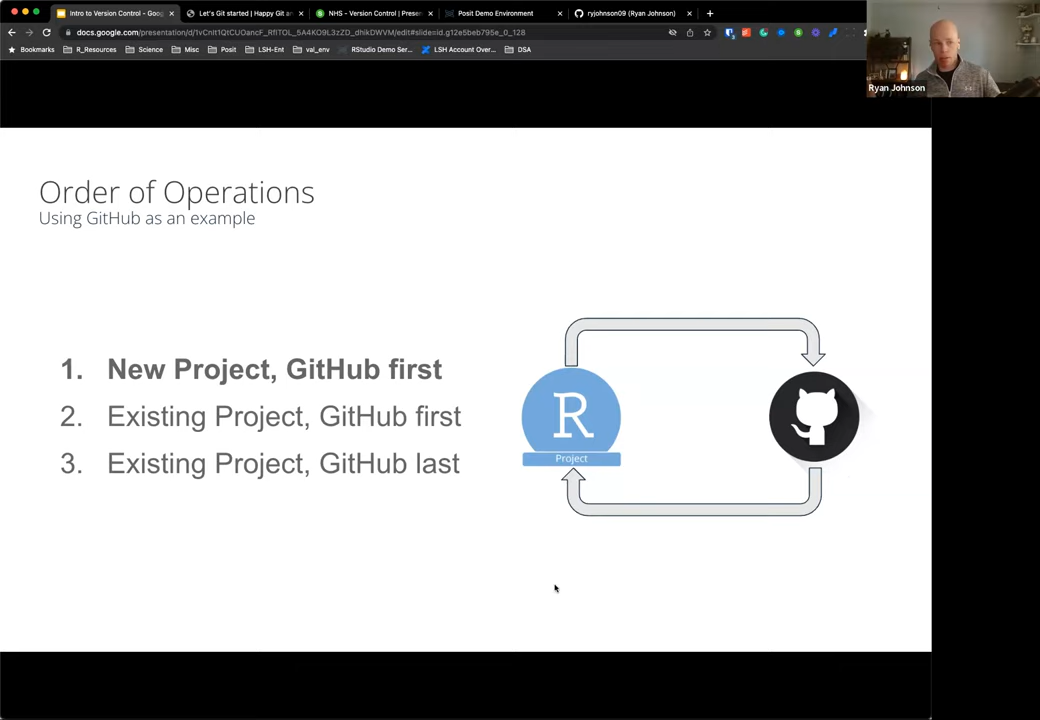 Intro to Version Control - Goog
Let's Git started | Happy Git an
NHS - Version Control | Presen
Posit Demo Environment
ryjohnson09 (Ryan Johnson)
Bookmarks
R_Resources
Science
Misc
Posit
LSH-Ent
val_env
RStudio Demo Ser...
LSH Account Over...
DSA
Ryan Johnson
Order of Operations
Using GitHub as an example
1. New Project, GitHub first
2. Existing Project, GitHub first
3. Existing Project, GitHub last
R
Project